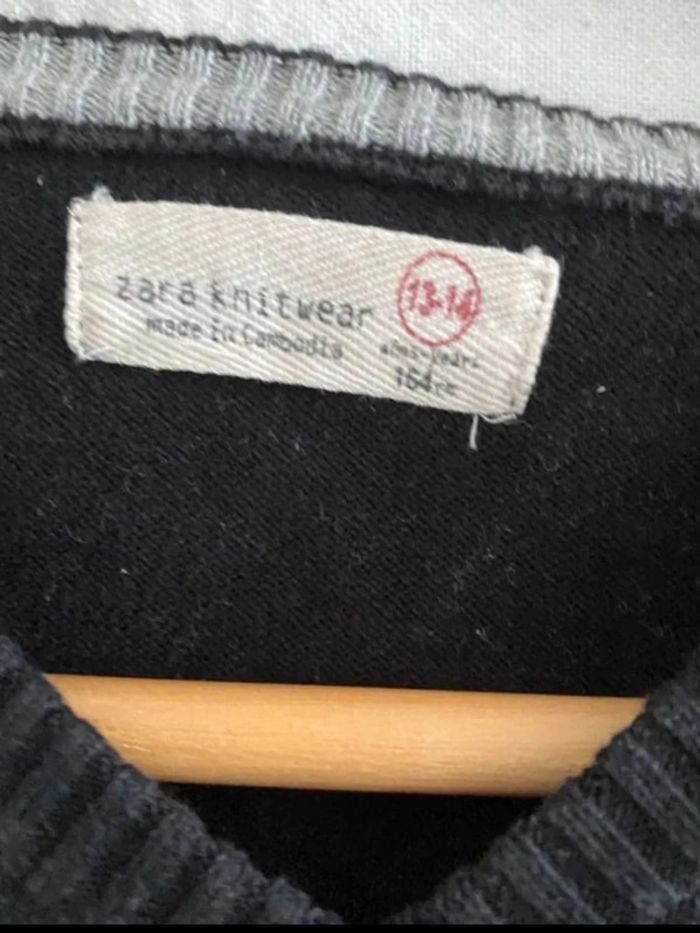 zara knitwear
made in Cambodia
13-14
años-years
164cm